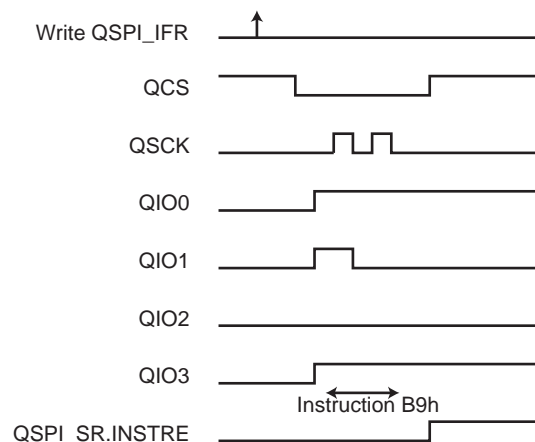 Write QSPI_IFR
QCS
QSCK
QIO0
QIO1
QIO2
QIO3
Instruction B9h
QSPI_SR.INSTRE